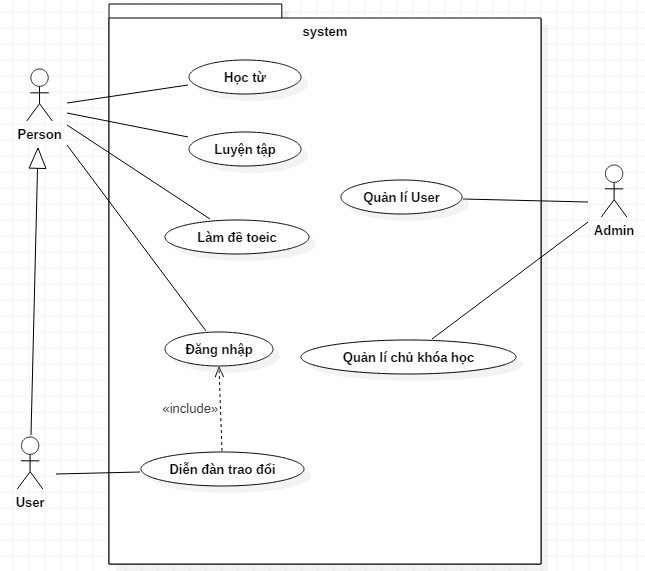 system
Học từ
Person
Luyện tập
Quản lí User
Admin
Làm đề toeic
Đăng nhập
Quản lí chủ khóa học
«include»
Diễn đàn trao đổi
User